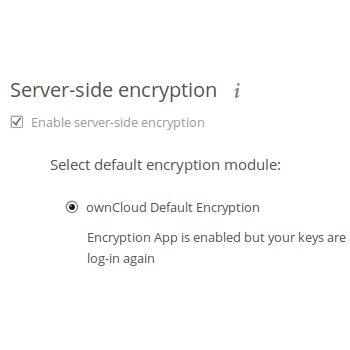 Server-side encryption i
Enable server-side encryption
Select default encryption module:
ownCloud Default Encryption
Encryption App is enabled but your keys are
log-in again